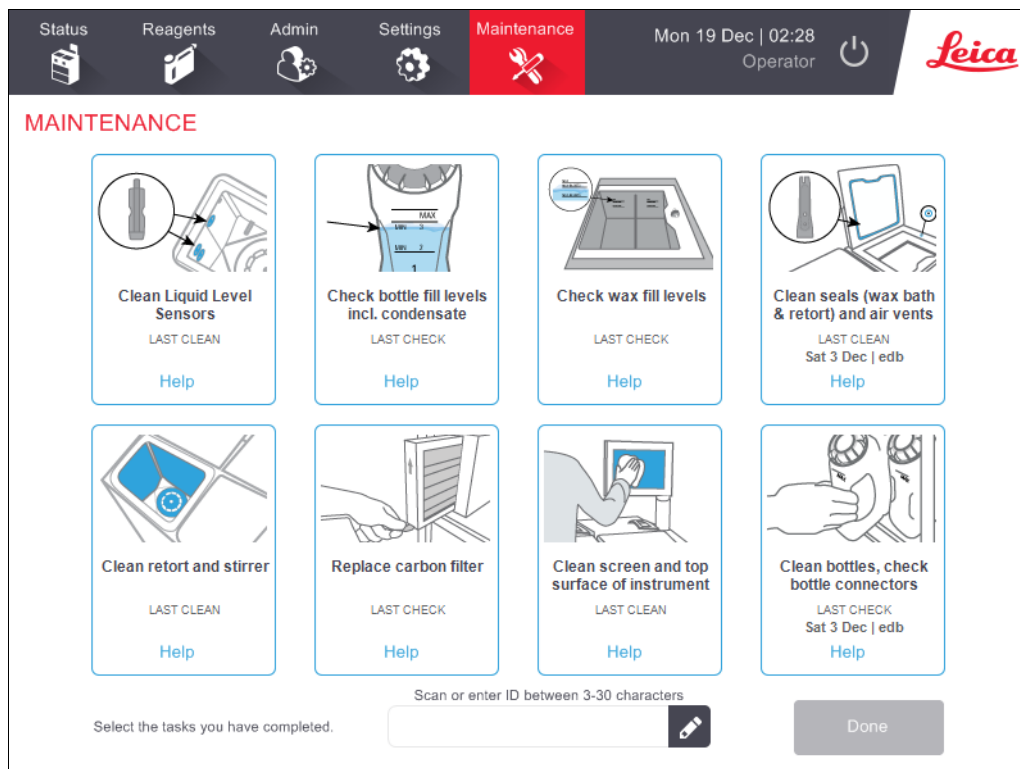 Status Reagents Admin Settings Maintenance Mon 19 Dec | 02:28
Operator
Leica
MAINTENANCE
MAX
MIN 3
MIN 2
1
Clean Liquid Level
Sensors
LAST CLEAN
Help
Check bottle fill levels
incl. condensate
LAST CHECK
Help
Check wax fill levels
LAST CHECK
Help
Clean seals (wax bath
& retort) and air vents
LAST CLEAN
Sat 3 Dec | edb
Help
Clean retort and stirrer
LAST CLEAN
Help
Replace carbon filter
LAST CHECK
Help
Clean screen and top
surface of instrument
LAST CLEAN
Help
Clean bottles, check
bottle connectors
LAST CHECK
Sat 3 Dec | edb
Help
Scan or enter ID between 3-30 characters
Select the tasks you have completed.
Done